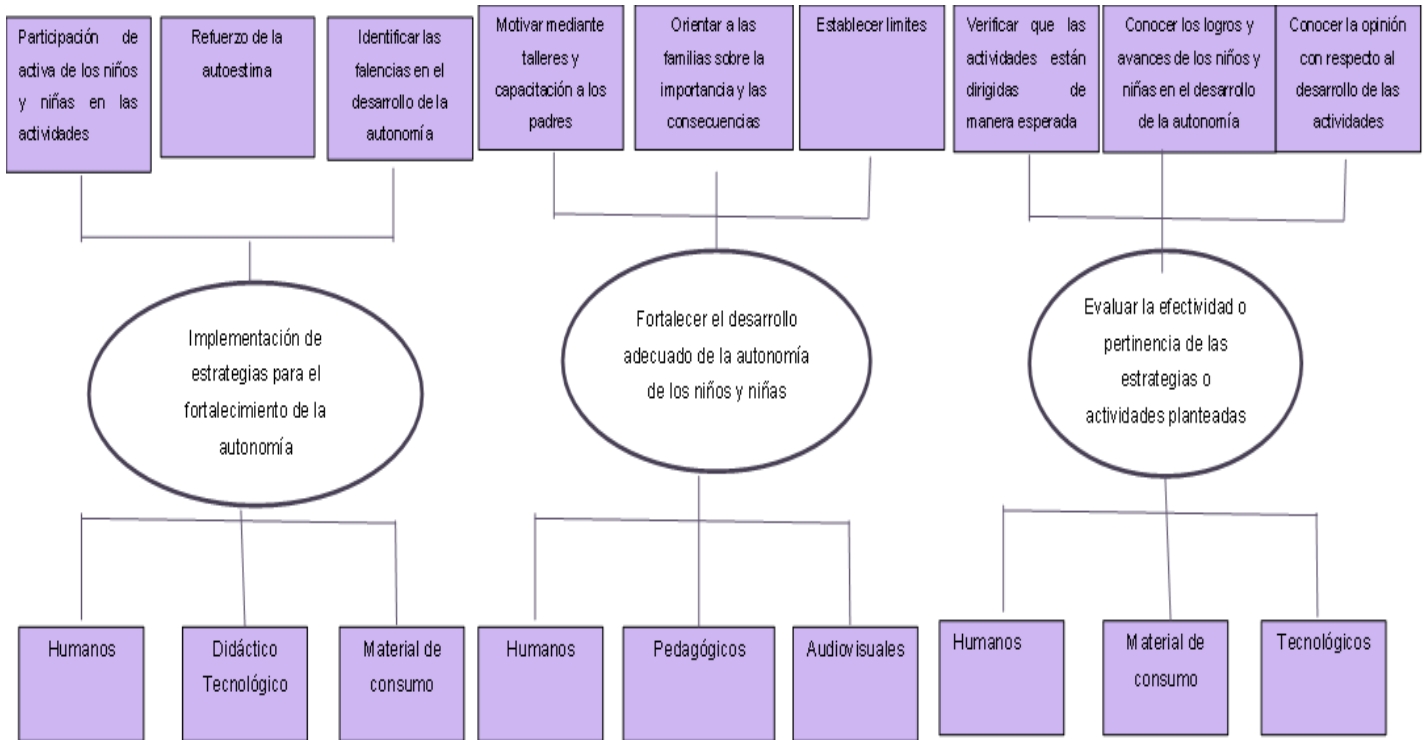 Participación de
activa de los niños
y niñas en las
actividades
Refuerzo de la
autoestima
Identificar las
falencias en el
desarrollo de la
autonomía
Motivar mediante
talleres y
capacitación a los
padres
Orientar a las
familias sobre la
importancia y las
consecuencias
Establecer limites
Verificar que las
actividades están
dirigidas de
manera esperada
Conocer los logros y
avances de los niños y
niñas en el desarrollo
de la autonomía
Conocer la opinión
con respecto al
desarrollo de las
actividades
Implementación de
estrategias para el
fortalecimiento de la
autonomía
Fortalecer el desarrollo
adecuado de la autonomía
de los niños y niñas
Evaluar la efectividad o
pertinencia de las
estrategias o
actividades planteadas
Humanos
Didáctico
Tecnológico
Material de
consumo
Humanos
Pedagógicos
Audiovisuales
Humanos
Material de
consumo
Tecnológicos